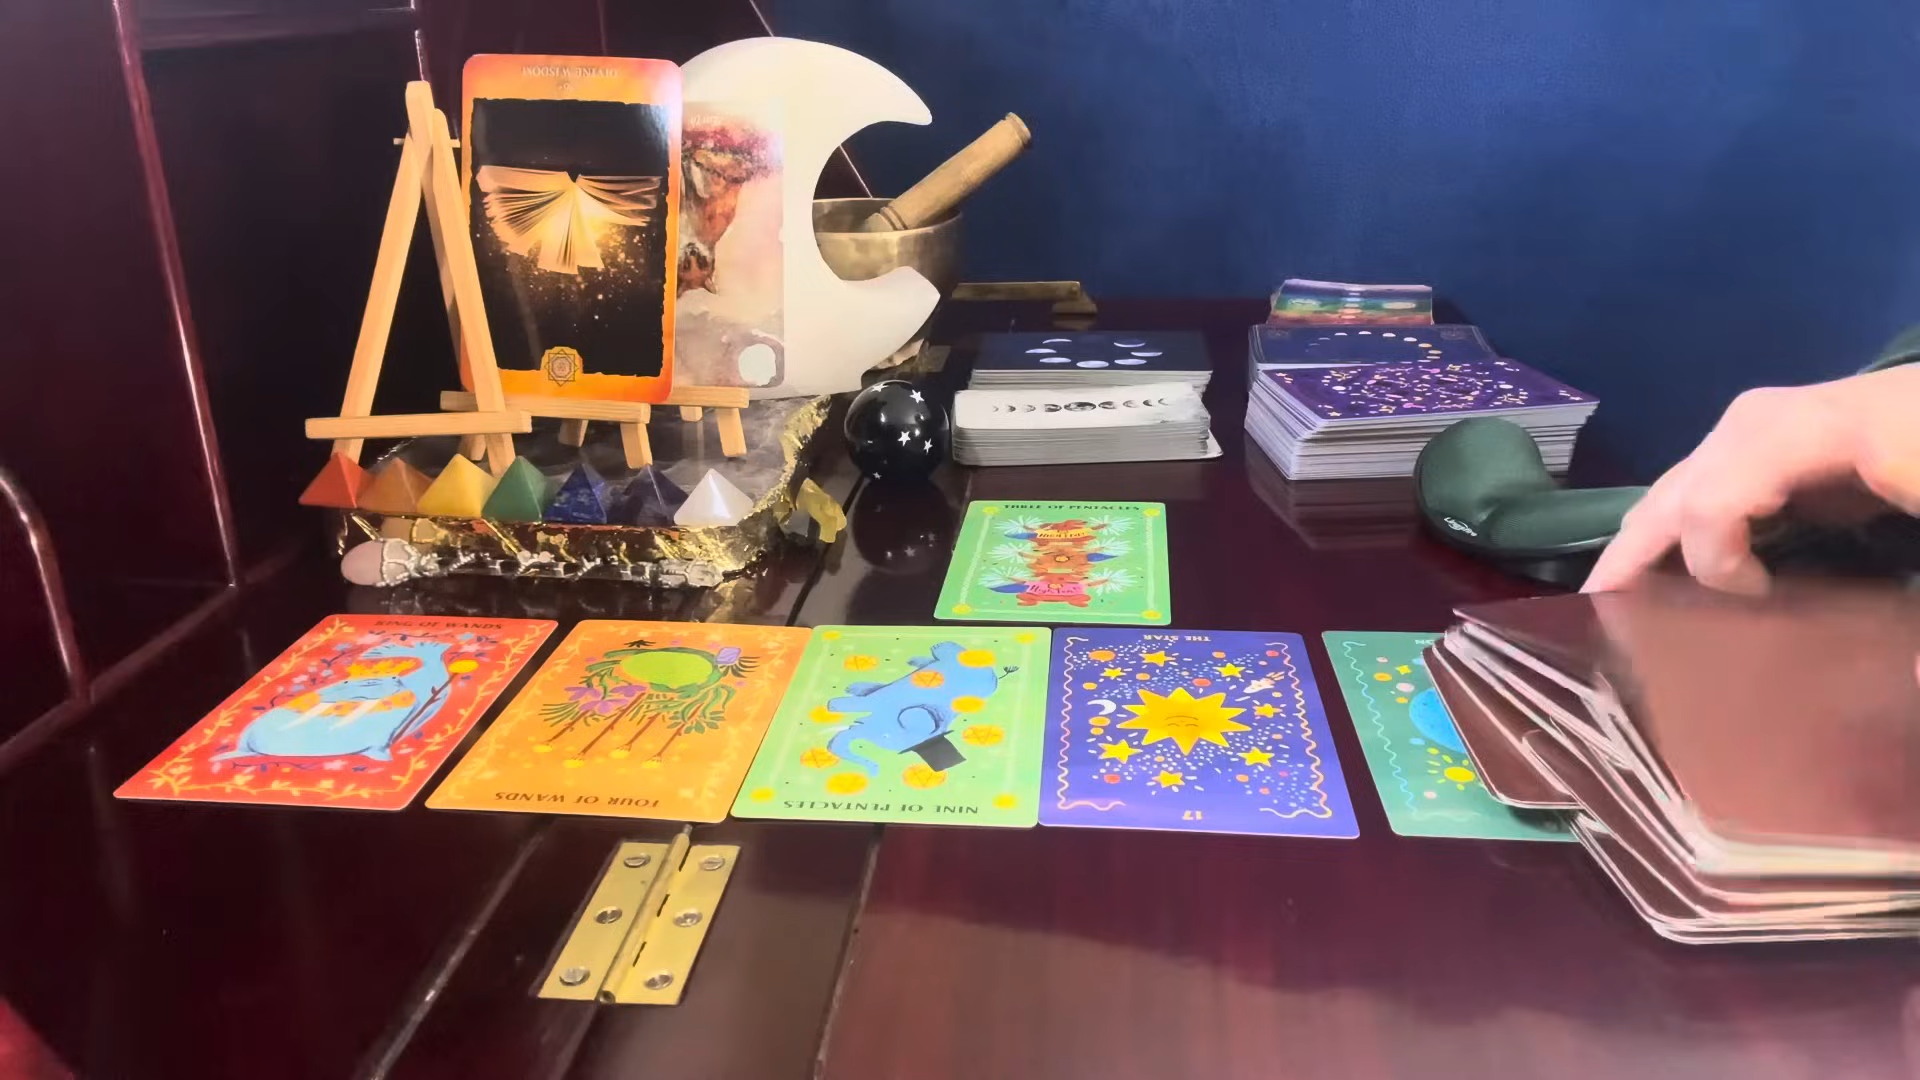 DIVINE WISDOM
THREE OF PENTACLES
KING OF WANDS
FOUR OF WANDS
NINE OF PENTACLES
THE STAR
17